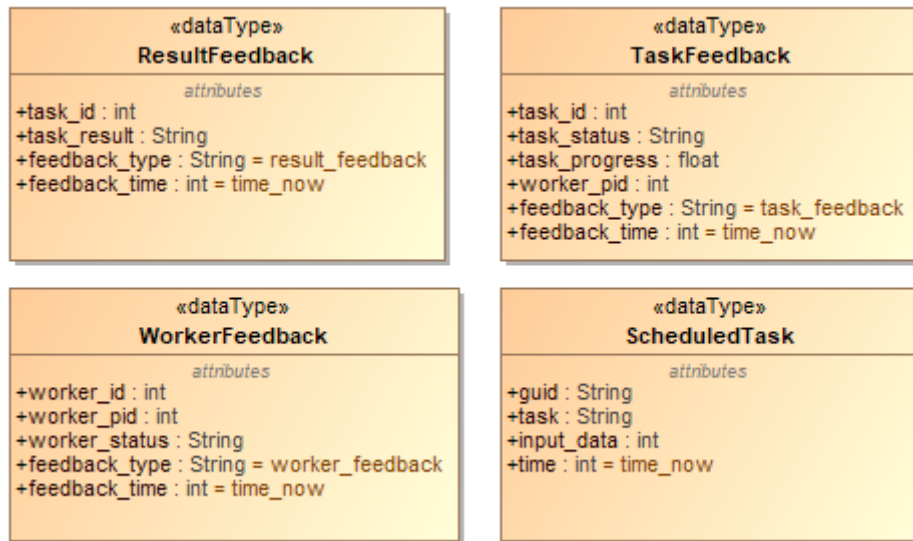 «dataType»
ResultFeedback
attributes
+task_id : int
+task_result : String
+feedback_type : String = result_feedback
+feedback_time : int = time_now
«dataType»
TaskFeedback
attributes
+task_id : int
+task_status : String
+task_progress : float
+worker_pid : int
+feedback_type : String = task_feedback
+feedback_time : int = time_now
«dataType»
WorkerFeedback
attributes
+worker_id : int
+worker_pid : int
+worker_status : String
+feedback_type : String = worker_feedback
+feedback_time : int = time_now
«dataType»
ScheduledTask
attributes
+guid : String
+task : String
+input_data : int
+time : int = time_now